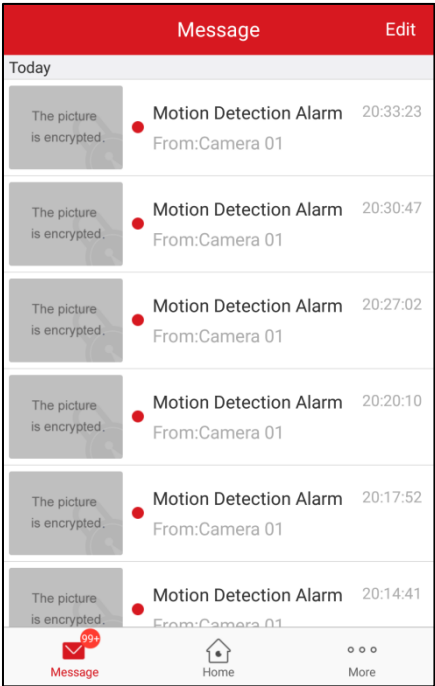 Message
Edit
Today
The picture
is encrypted.
Motion Detection Alarm
20:33:23
From:Camera 01
The picture
is encrypted.
Motion Detection Alarm
20:30:47
From:Camera 01
The picture
is encrypted.
Motion Detection Alarm
20:27:02
From:Camera 01
The picture
is encrypted.
Motion Detection Alarm
20:20:10
From:Camera 01
The picture
is encrypted.
Motion Detection Alarm
20:17:52
From:Camera 01
The picture
is encrypted.
Motion Detection Alarm
20:14:41
From:Camera 01
99+
Message
Home
More